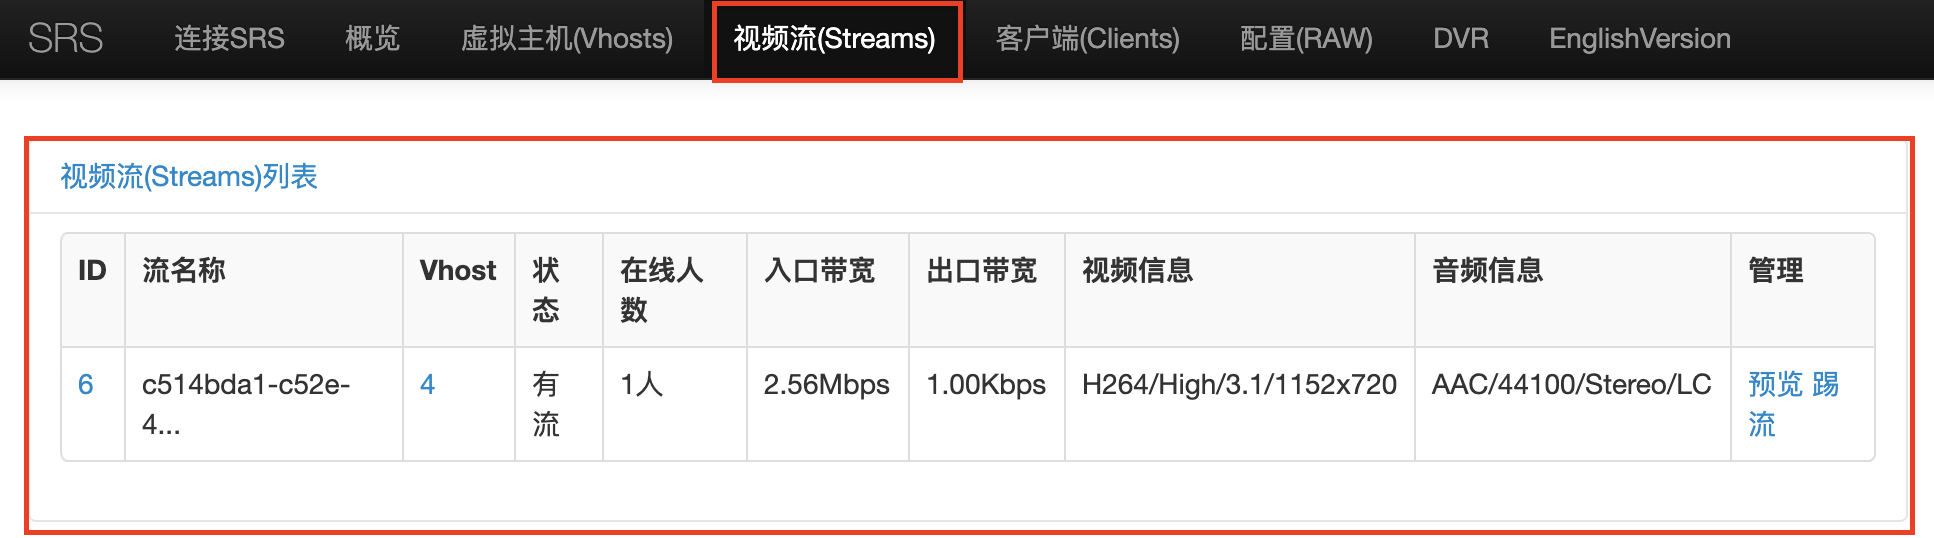 SRS 连接SRS 概览 虚拟主机(Vhosts) 视频流(Streams) 客户端(Clients) 配置(RAW) DVR EnglishVersion
视频流(Streams)列表
ID 流名称 Vhost 状态 在线人数 入口带宽 出口带宽 视频信息 音频信息 管理
6 c514bda1-c52e-4... 4 有流 1人 2.56Mbps 1.00Kbps H264/High/3.1/1152x720 AAC/44100/Stereo/LC 预览 踢流